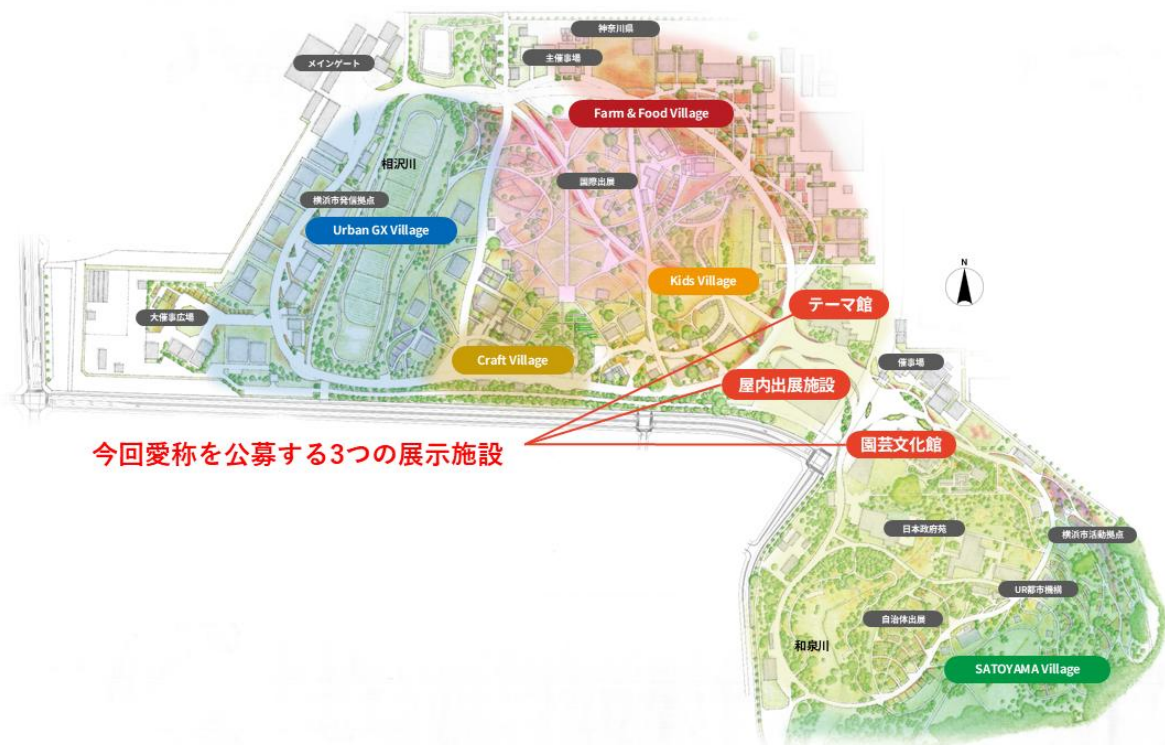 神奈川県
主催事場
メインゲート
Farm & Food Village
相沢川
国際出展
横浜市発信拠点
Urban GX Village
N
Kids Village
テーマ館
大催事広場
Craft Village
催事場
屋内出展施設
今回愛称を公募する3つの展示施設
園芸文化館
日本政府苑
横浜市活動拠点
UR都市機構
自治体出展
和泉川
SATOYAMA Village